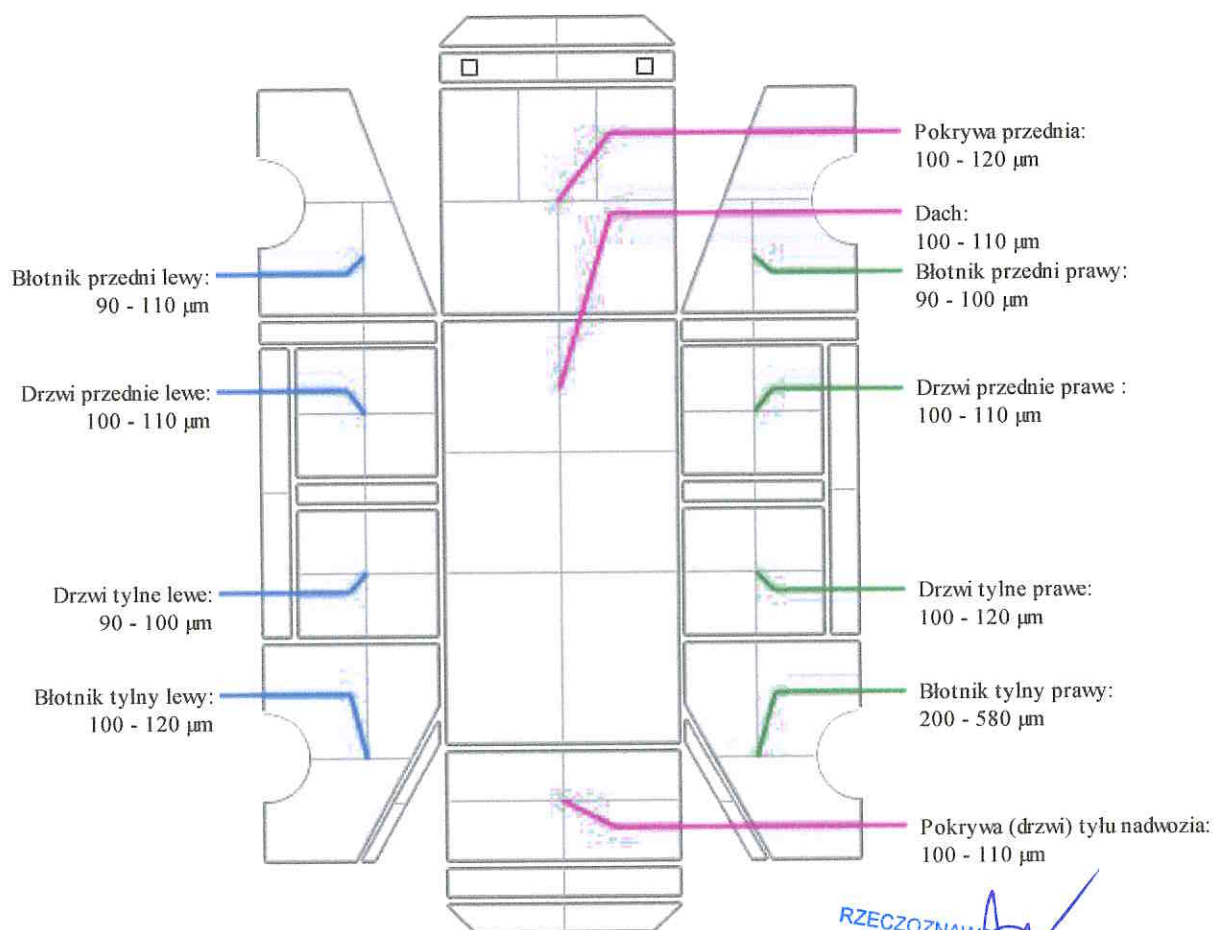 Pokrywa przednia:
100 - 120 µm
Dach:
100 - 110 µm
Błotnik przedni lewy:
90 - 110 µm
Błotnik przedni prawy:
90 - 100 µm
Drzwi przednie lewe:
100 - 110 µm
Drzwi przednie prawe :
100 - 110 µm
Drzwi tylne lewe:
90 - 100 µm
Drzwi tylne prawe:
100 - 120 µm
Błotnik tylny lewy:
100 - 120 µm
Błotnik tylny prawy:
200 - 580 µm
Pokrywa (drzwi) tyłu nadwozia:
100 - 110 µm